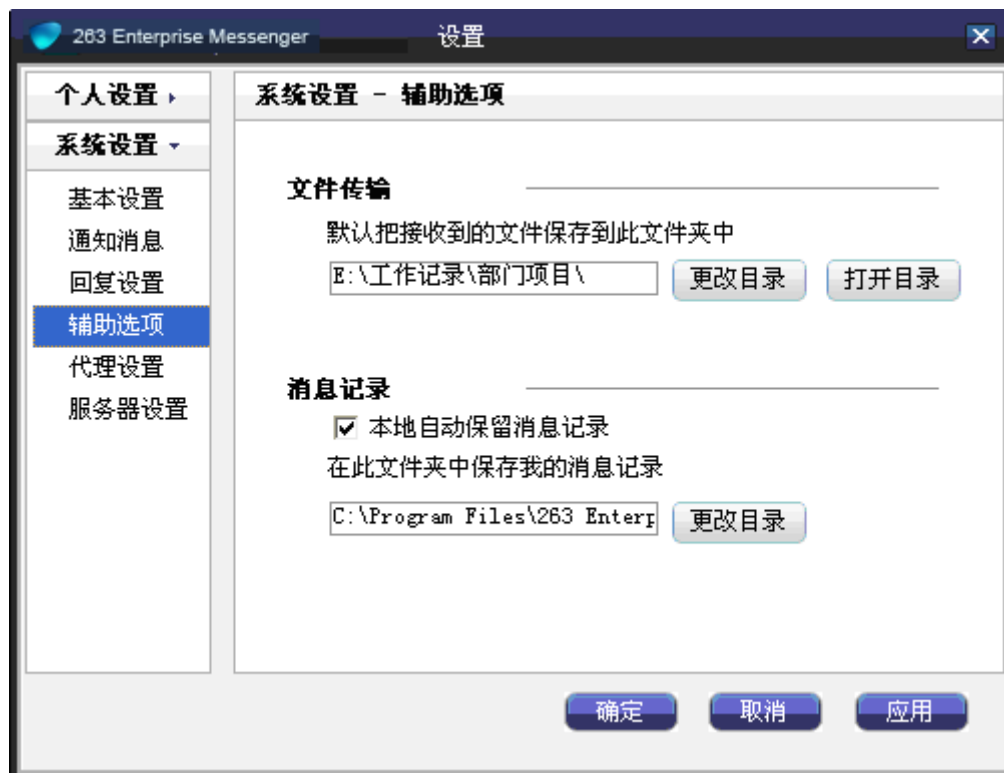 263 Enterprise Messenger
设置
个人设置
系统设置
基本设置
通知消息
回复设置
辅助选项
代理设置
服务器设置
系统设置 - 辅助选项
文件传输
默认把接收到的文件保存到此文件夹中
E:\工作记录\部门项目\
更改目录
打开目录
消息记录
本地自动保留消息记录
在此文件夹中保存我的消息记录
C:\Program Files\263 Enterp
更改目录
确定
取消
应用